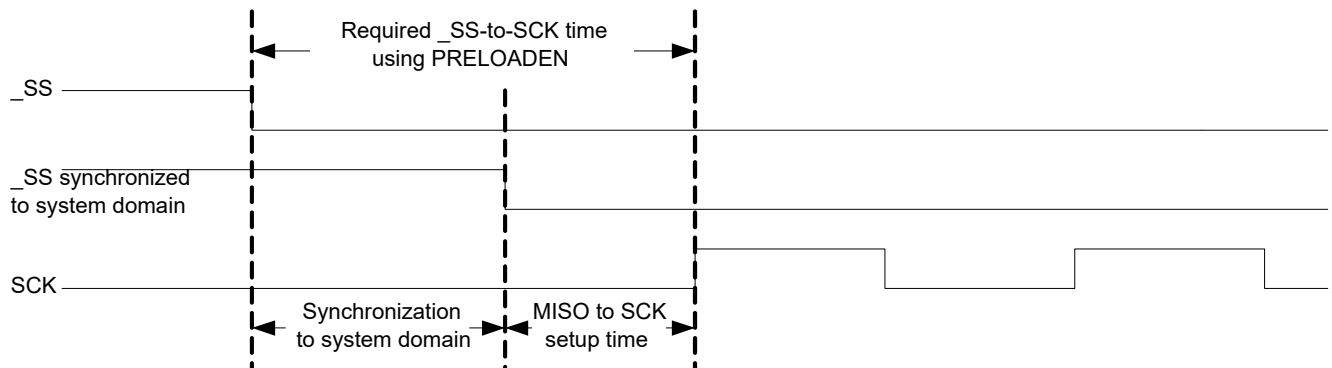 Required _SS-to-SCK time
using PRELOADEN
_SS
_SS synchronized
to system domain
SCK
Synchronization
to system domain
MISO to SCK
setup time